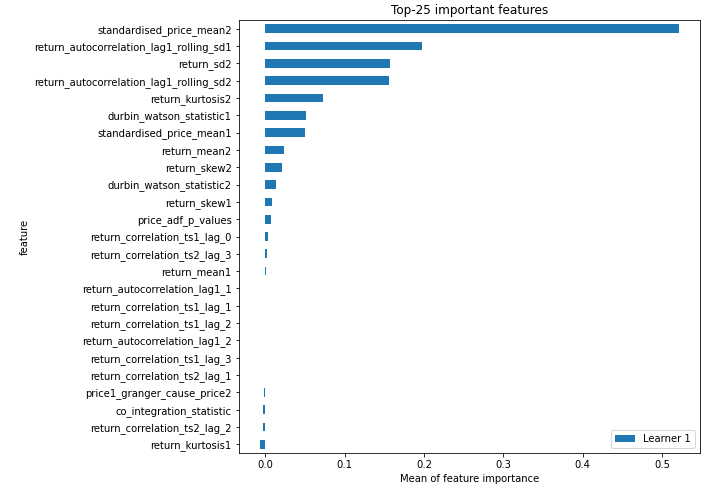 Top-25 important features
standardised_price_mean2
return_autocorrelation_lag1_rolling_sd1
return_sd2
return_autocorrelation_lag1_rolling_sd2
return_kurtosis2
durbin_watson_statistic1
standardised_price_mean1
return_mean2
return_skew2
durbin_watson_statistic2
return_skew1
price_adf_p_values
return_correlation_ts1_lag_0
return_correlation_ts2_lag_3
return_mean1
return_autocorrelation_lag1_1
return_correlation_ts1_lag_1
return_correlation_ts1_lag_2
return_autocorrelation_lag1_2
return_correlation_ts1_lag_3
return_correlation_ts2_lag_1
price1_granger_cause_price2
co_integration_statistic
return_correlation_ts2_lag_2
return_kurtosis1
feature
Learner 1
0.0 0.1 0.2 0.3 0.4 0.5
Mean of feature importance